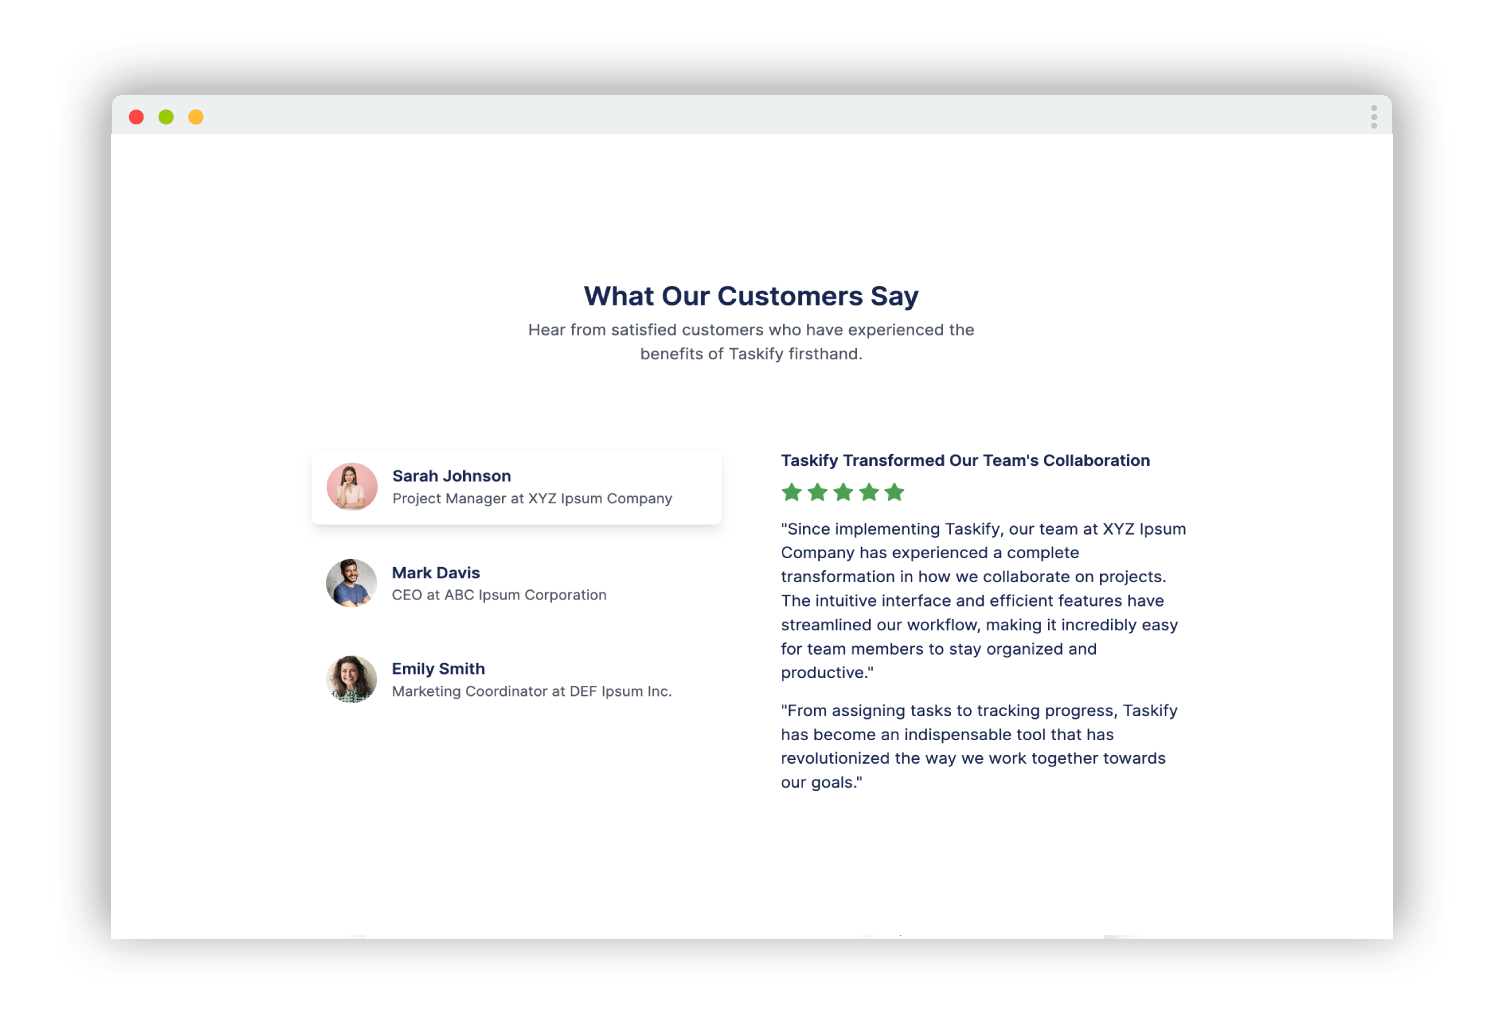 What Our Customers Say
Hear from satisfied customers who have experienced the
benefits of Taskify firsthand.
Sarah Johnson
Project Manager at XYZ Ipsum Company
Mark Davis
CEO at ABC Ipsum Corporation
Emily Smith
Marketing Coordinator at DEF Ipsum Inc.
Taskify Transformed Our Team's Collaboration
"Since implementing Taskify, our team at XYZ Ipsum
Company has experienced a complete
transformation in how we collaborate on projects.
The intuitive interface and efficient features have
streamlined our workflow, making it incredibly easy
for team members to stay organized and
productive."
"From assigning tasks to tracking progress, Taskify
has become an indispensable tool that has
revolutionized the way we work together towards
our goals."